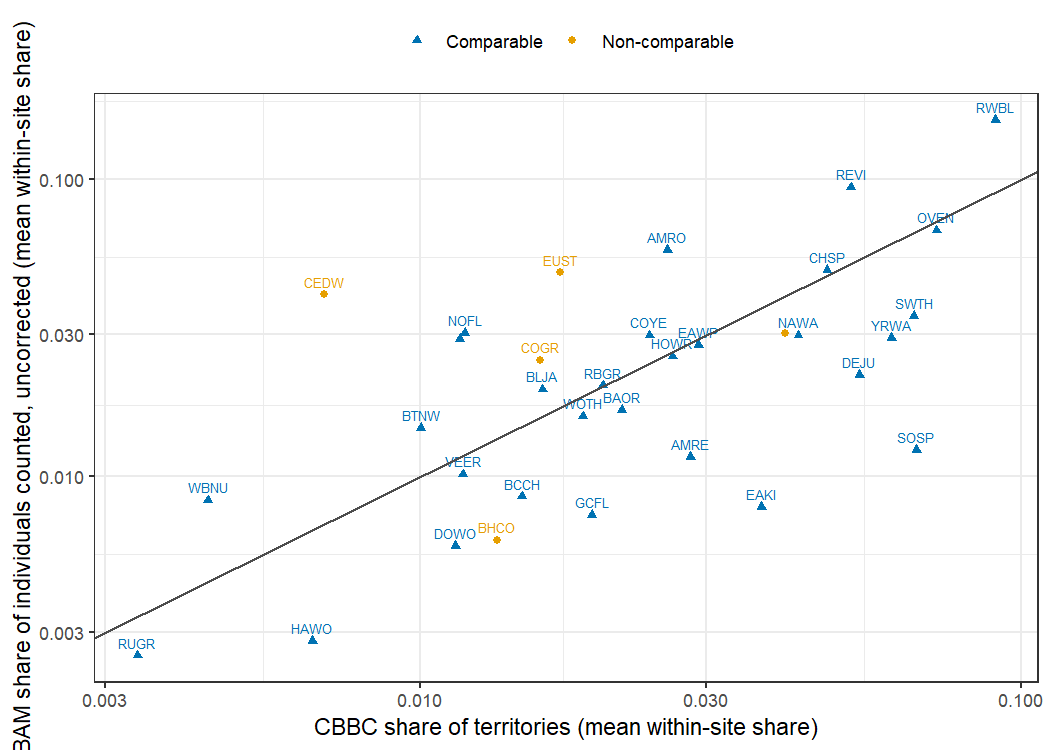 Comparable
Non-comparable
BAM share of individuals counted, uncorrected (mean within-site share)
0.100
0.030
0.010
0.003
RWBL
REVI
OVEN
AMRO
EUST
CHSP
CEDW
SWTH
NOFL
COYE
NAWA
YRWA
EAWP
HOWR
COGR
DEJU
BLJA
RBGR
WOTH
BAOR
BTNW
SOSP
AMRE
VEER
WBNU
BCCH
EAKI
GCFL
BHCO
DOWO
HAWO
RUGR
0.003
0.010
0.030
0.100
CBBC share of territories (mean within-site share)